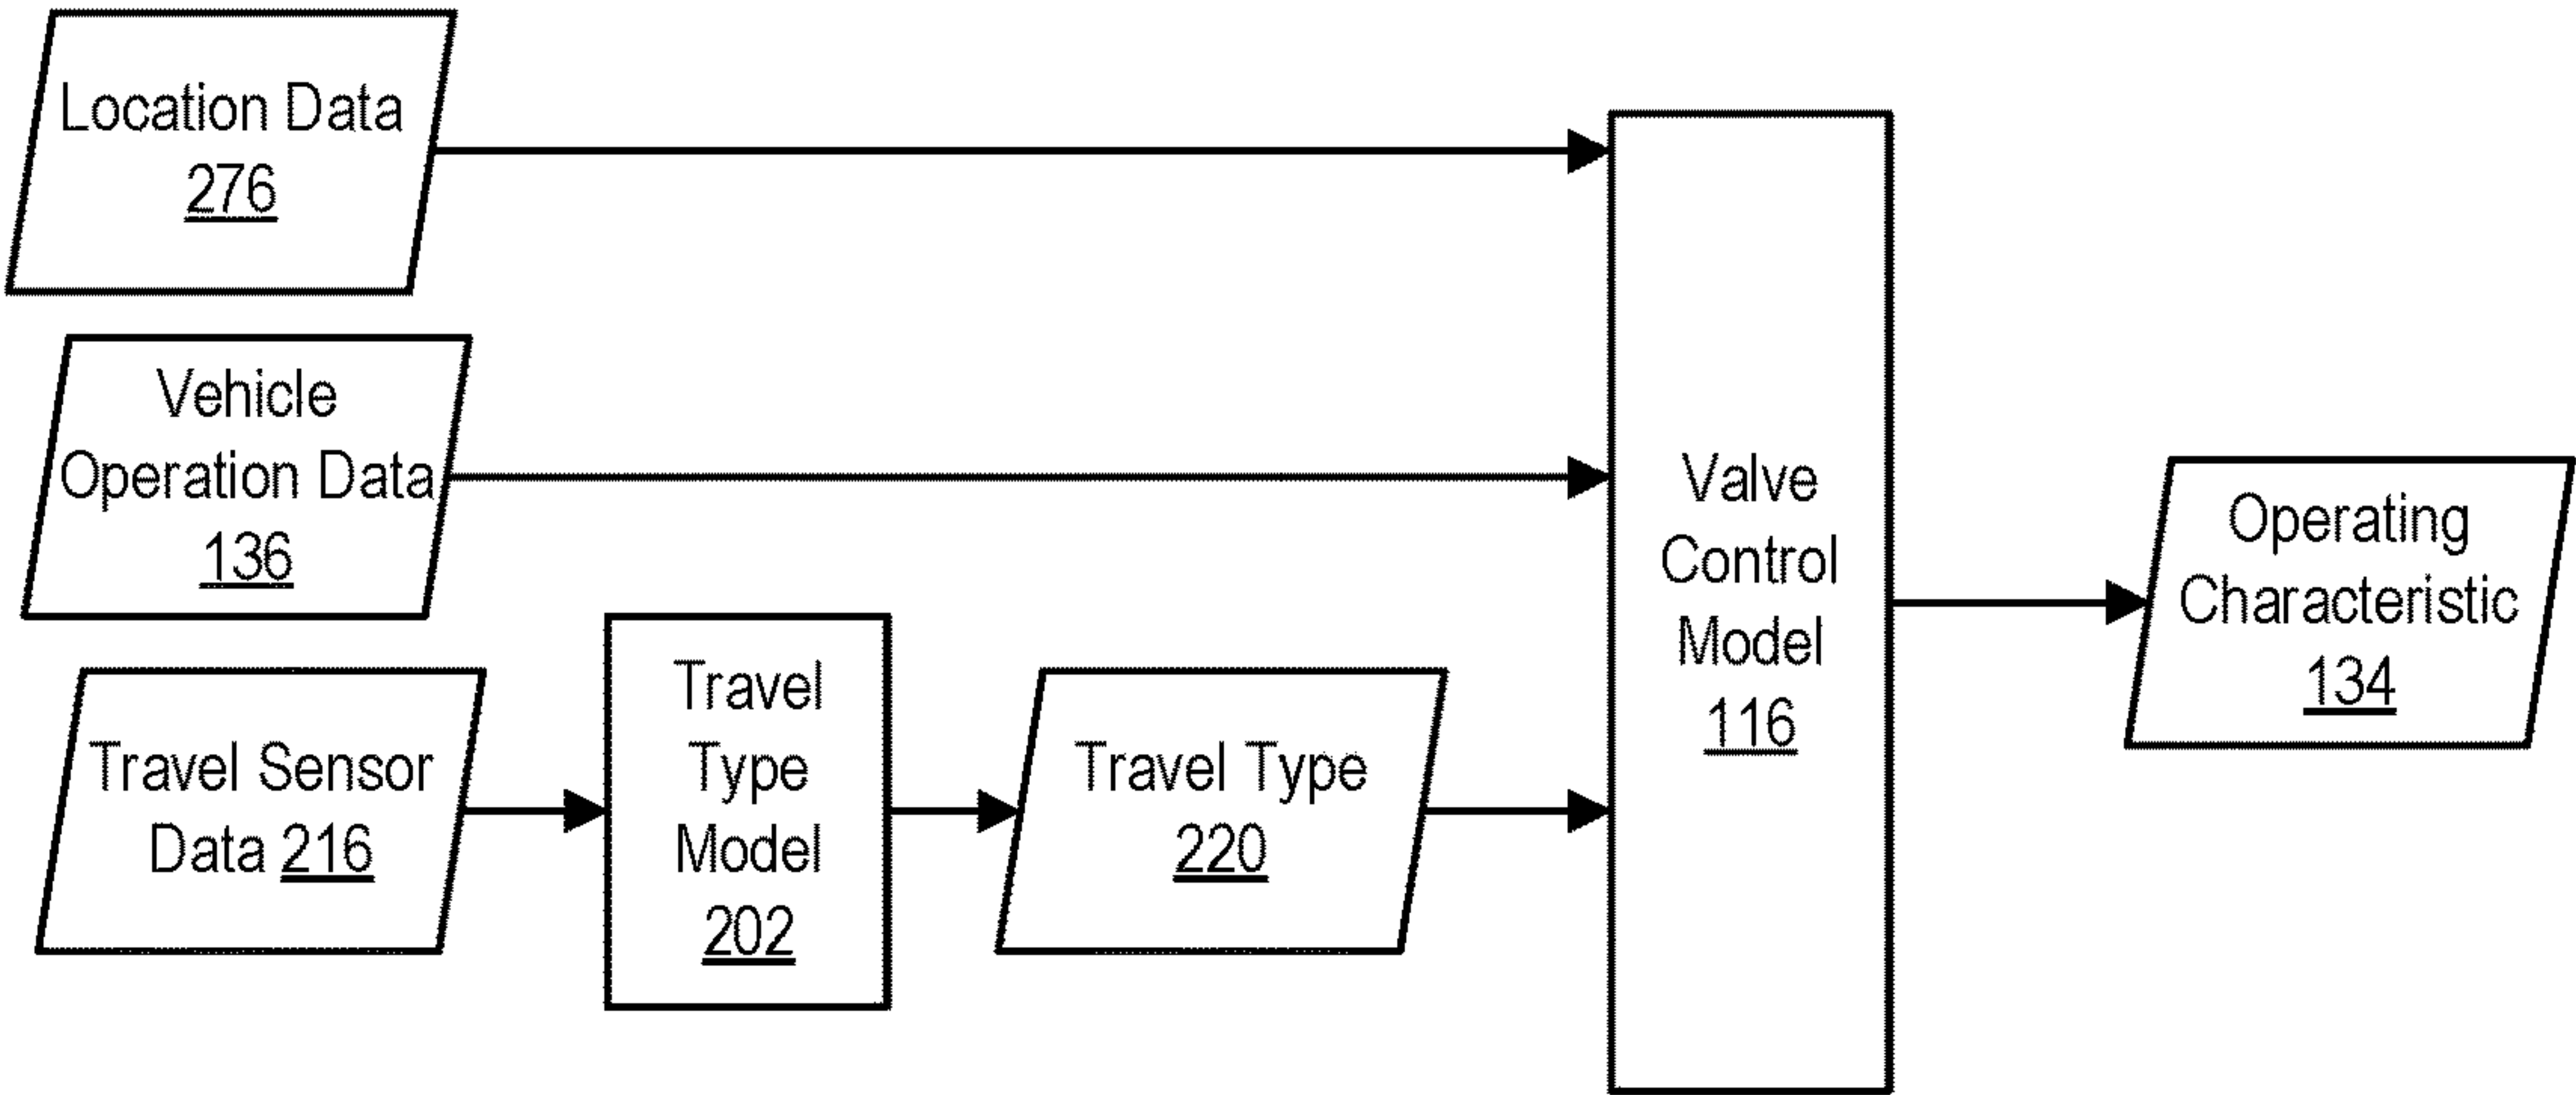 Location Data
276
Vehicle
Operation Data
136
Travel Sensor
Data 216
Travel
Type
Model
202
Travel Type
220
Valve
Control
Model
116
Operating
Characteristic
134